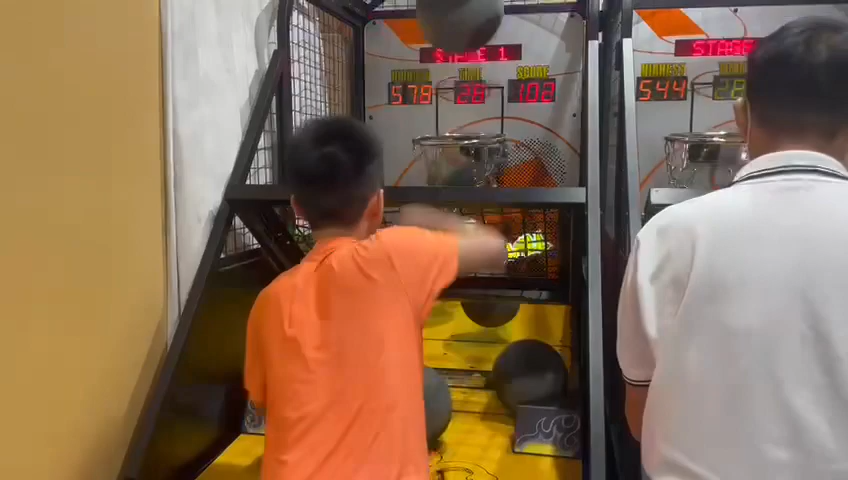 STAGE 1
HIGHEST TIME SCORE
578 28 102
STAGE
HIGHEST
544 28